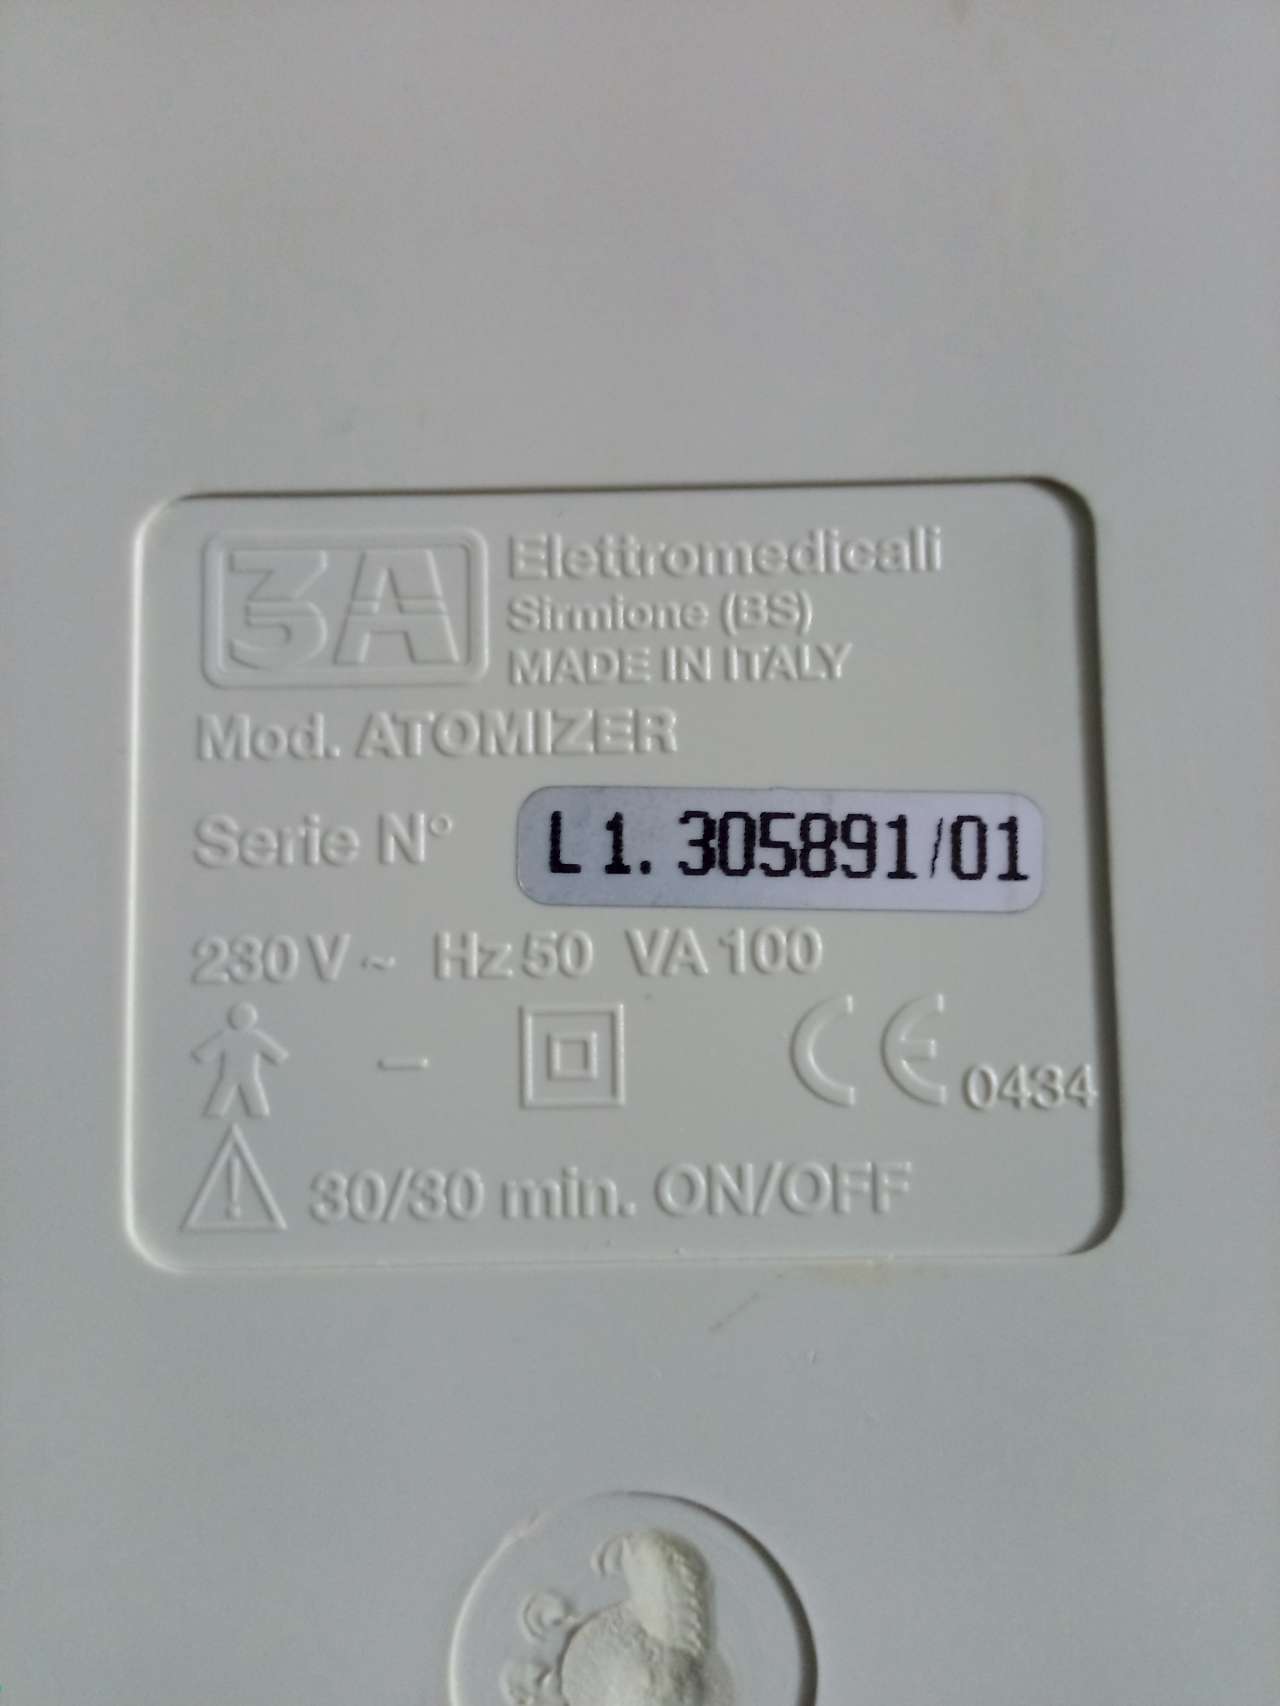 3A Elettromedicali
Sirmione (BS)
MADE IN ITALY
Mod. ATOMIZER
Serie N° L1. 305891/01
230 V ~ Hz 50 VA 100
CE 0434
30/30 min. ON/OFF